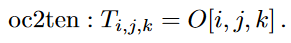 oc2ten : T_{i,j,k} = O[i, j, k] .